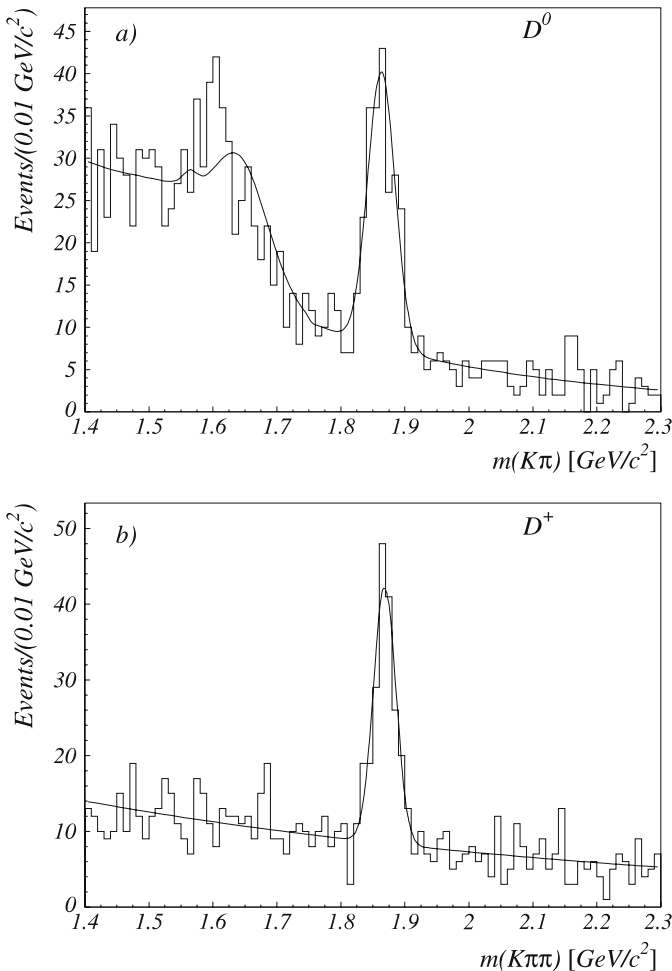 a)
D⁰
Events/(0.01 GeV/c²)
45
40
35
30
25
20
15
10
5
0
1.4 1.5 1.6 1.7 1.8 1.9 2 2.1 2.2 2.3
m(Kπ) [GeV/c²]
b)
D⁺
Events/(0.01 GeV/c²)
50
40
30
20
10
0
1.4 1.5 1.6 1.7 1.8 1.9 2 2.1 2.2 2.3
m(Kππ) [GeV/c²]